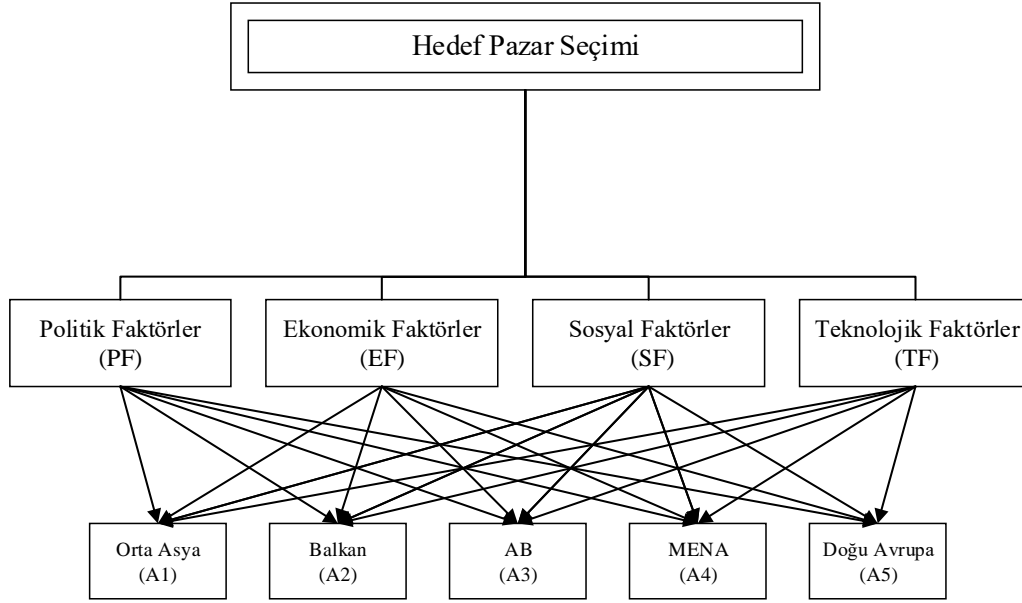 Hedef Pazar Seçimi
Politik Faktörler
(PF)
Ekonomik Faktörler
(EF)
Sosyal Faktörler
(SF)
Teknolojik Faktörler
(TF)
Orta Asya
(A1)
Balkan
(A2)
AB
(A3)
MENA
(A4)
Doğu Avrupa
(A5)